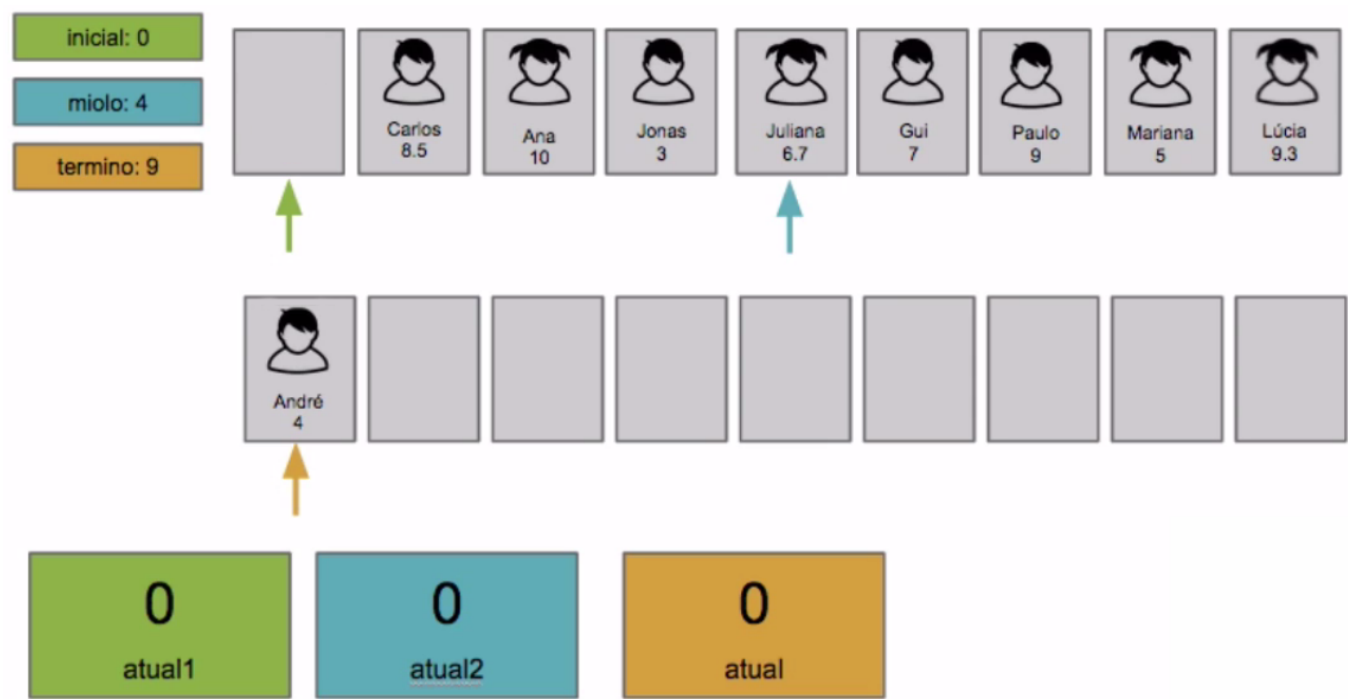 inicial: 0
miolo: 4
termino: 9
Carlos
8.5
Ana
10
Jonas
3
Juliana
6.7
Gui
7
Paulo
9
Mariana
5
Lúcia
9.3
André
4
0
atual1
0
atual2
0
atual